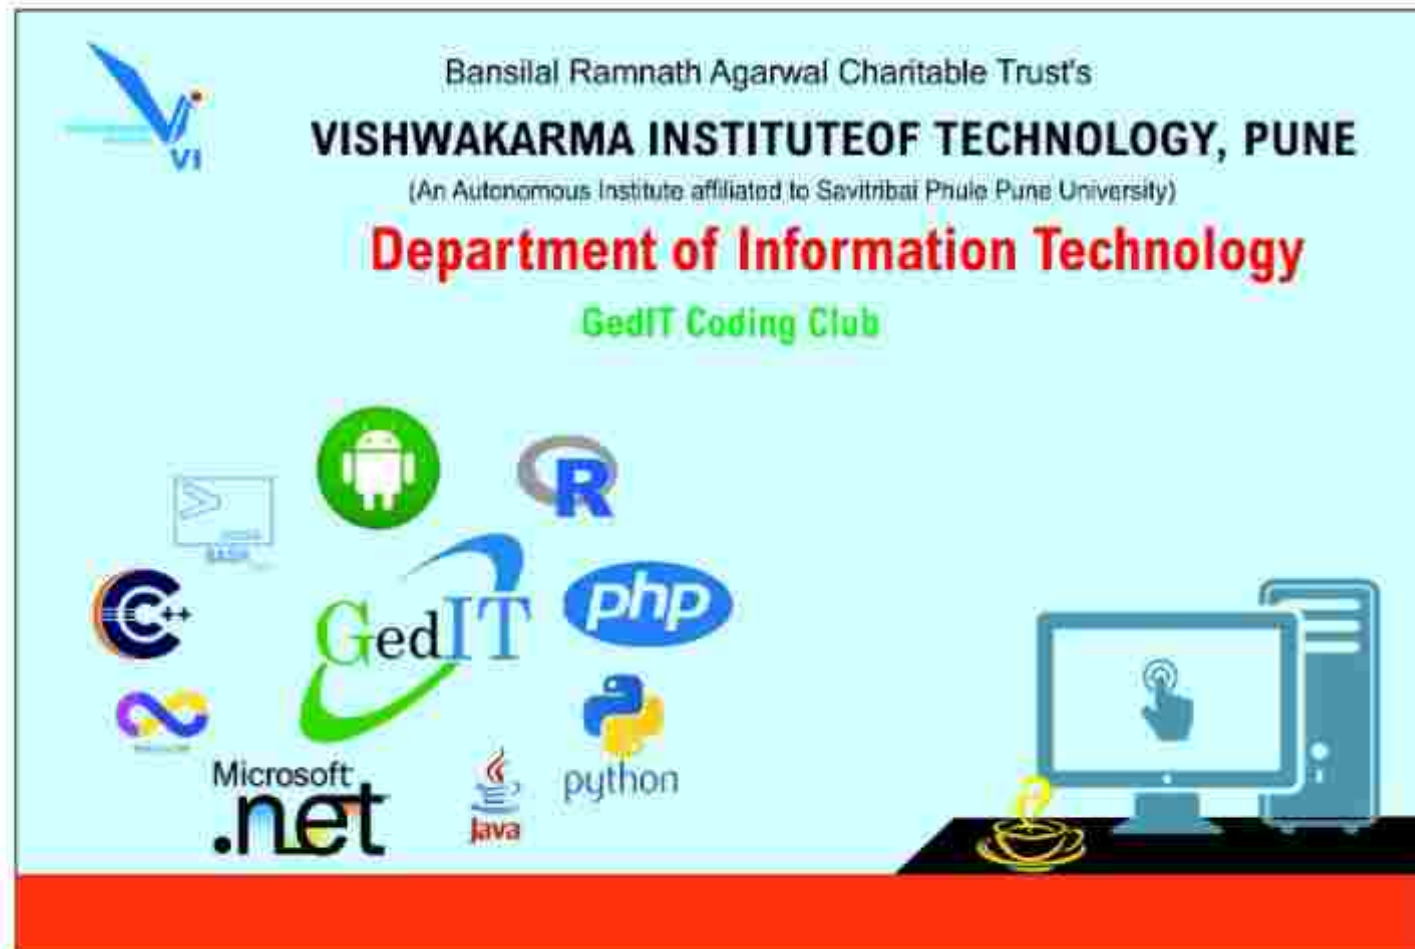 Bansilal Ramnath Agarwal Charitable Trust's
VISHWAKARMA INSTITUTEOF TECHNOLOGY, PUNE
(An Autonomous Institute affiliated to Savitribai Phule Pune University)
VI
Department of Information Technology
GedIT Coding Club
R
BASH
C++
GedIT
php
Microsoft
.net
Java
python